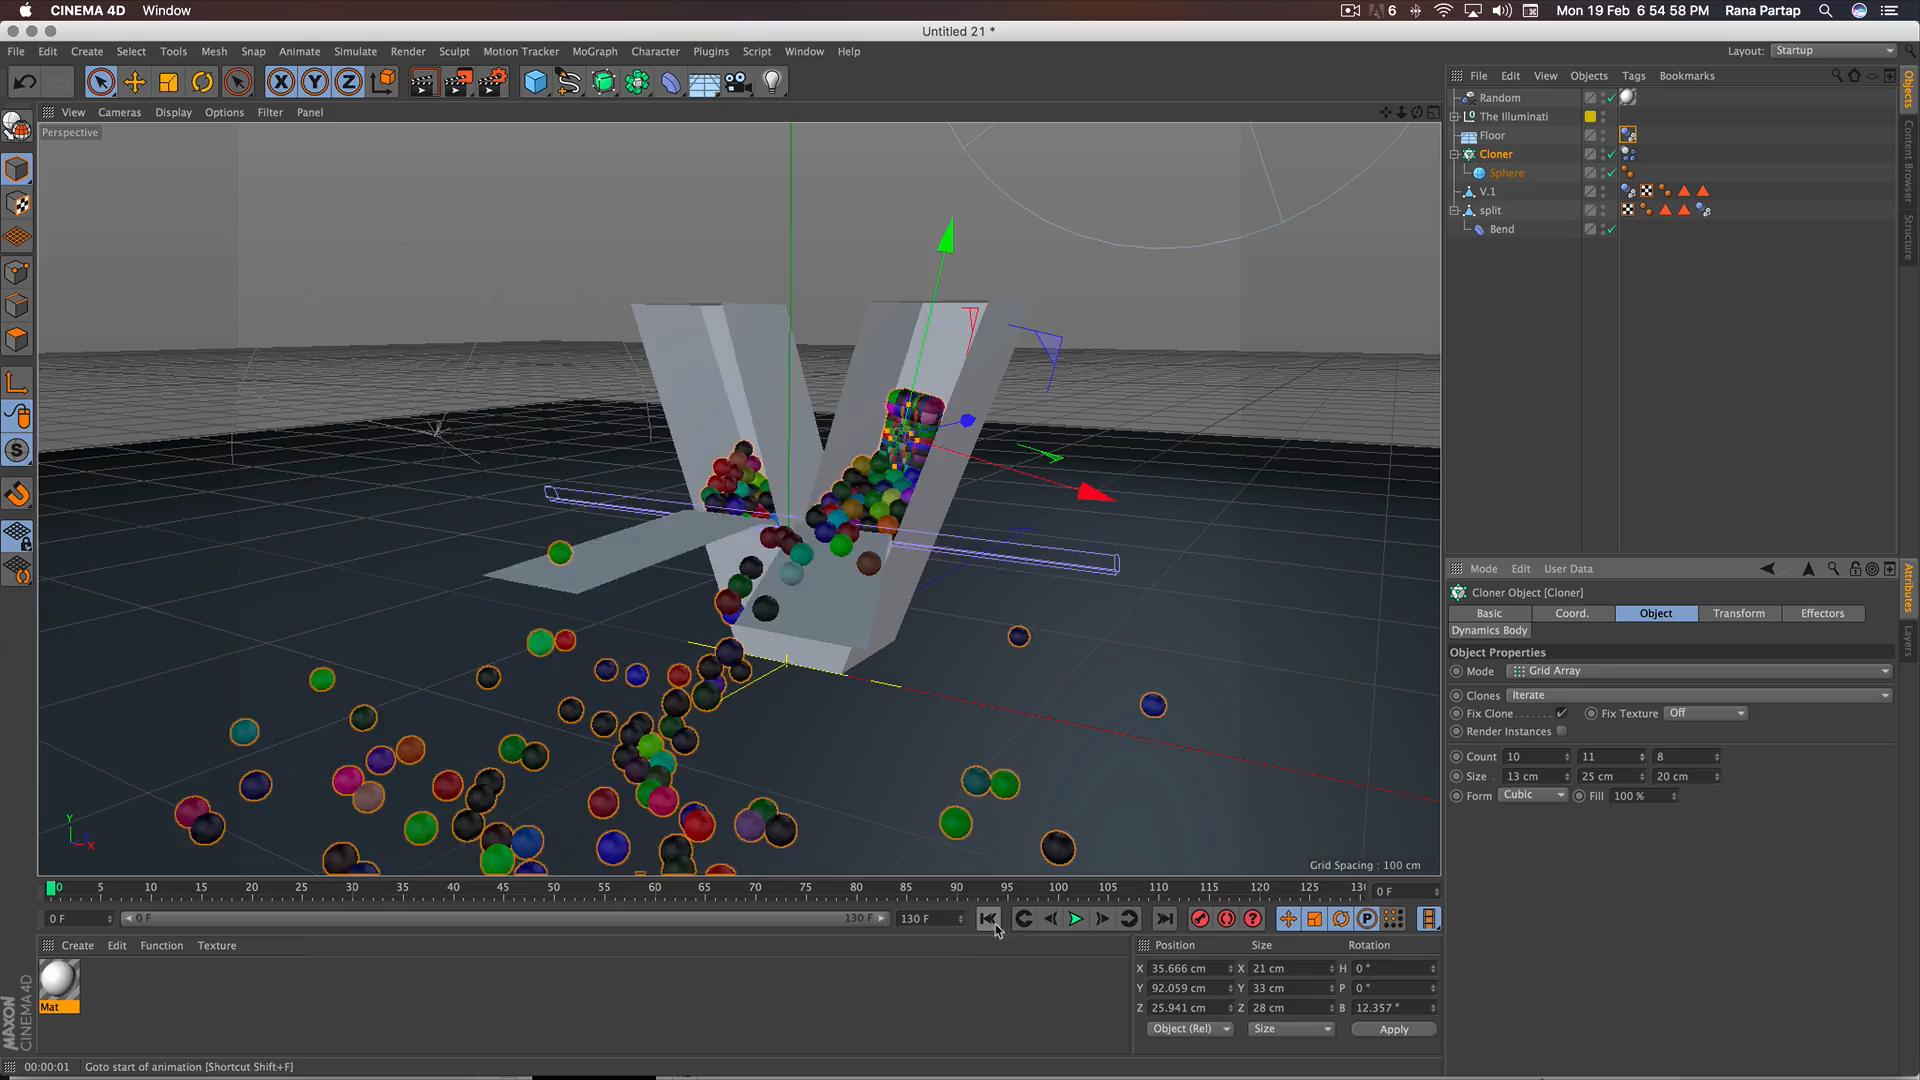 CINEMA 4D Window 6 Mon 19 Feb 6 54 58 PM Rana Partap
Untitled 21 *
File Edit Create Select Tools Mesh Snap Animate Simulate Render Sculpt Motion Tracker MoGraph Character Plugins Script Window Help Layout: Startup
X Y Z
File Edit View Objects Tags Bookmarks
View Cameras Display Options Filter Panel
Perspective
Random
The Illuminati
Floor
Cloner
Sphere
V.1
split
Bend
Objects
Content Browser
Structure
Mode Edit User Data
Cloner Object [Cloner]
Basic Coord. Object Transform Effectors
Dynamics Body
Object Properties
Mode Grid Array
Clones Iterate
Fix Clone Fix Texture Off
Render Instances
Count 10 11 8
Size 13 cm 25 cm 20 cm
Form Cubic Fill 100 %
Attributes
Layers
Y
X
Grid Spacing : 100 cm
0 5 10 15 20 25 30 35 40 45 50 55 60 65 70 75 80 85 90 95 100 105 110 115 120 125 0 F
0 F 0 F 130 F 130 F
Create Edit Function Texture
Mat
MAXON
CINEMA 4D
Position Size Rotation
X 35.666 cm X 21 cm H 0 °
Y 92.059 cm Y 33 cm P 0 °
Z 25.941 cm Z 28 cm B 12.357 °
Object (Rel) Size Apply
00:00:01 Goto start of animation [Shortcut Shift+F]